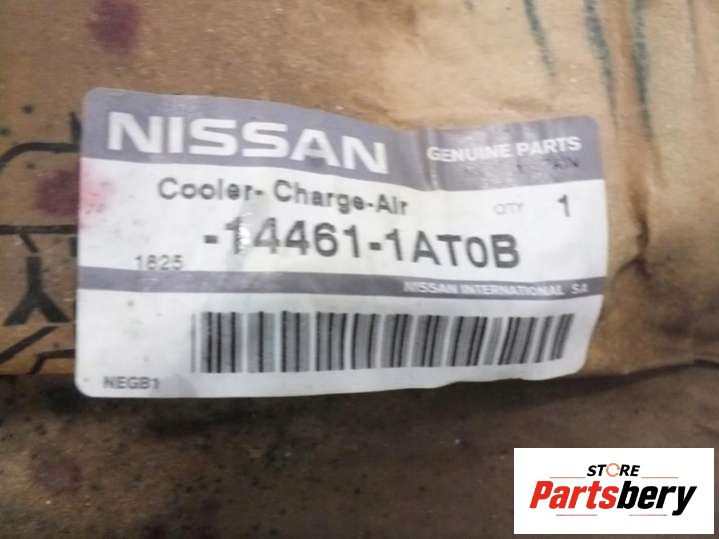 NISSAN
GENUINE PARTS
Cooler- Charge-Air
QTY 1
-14461-1AT0B
1825
NISSAN INTERNATIONAL SA
NEGB1
STORE
Partsbery